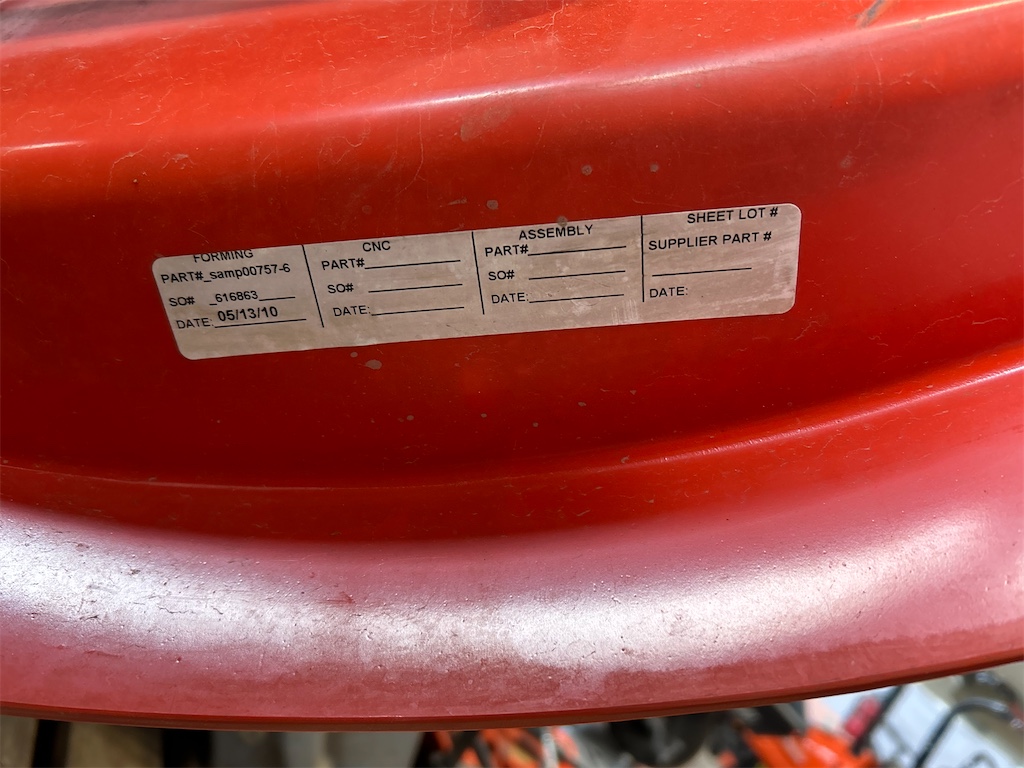 FORMING
PART#_samp00757-6
SO# _616863____
DATE: 05/13/10
CNC
PART#
SO#
DATE:
ASSEMBLY
PART#
SO#
DATE:
SHEET LOT #
SUPPLIER PART #
DATE: